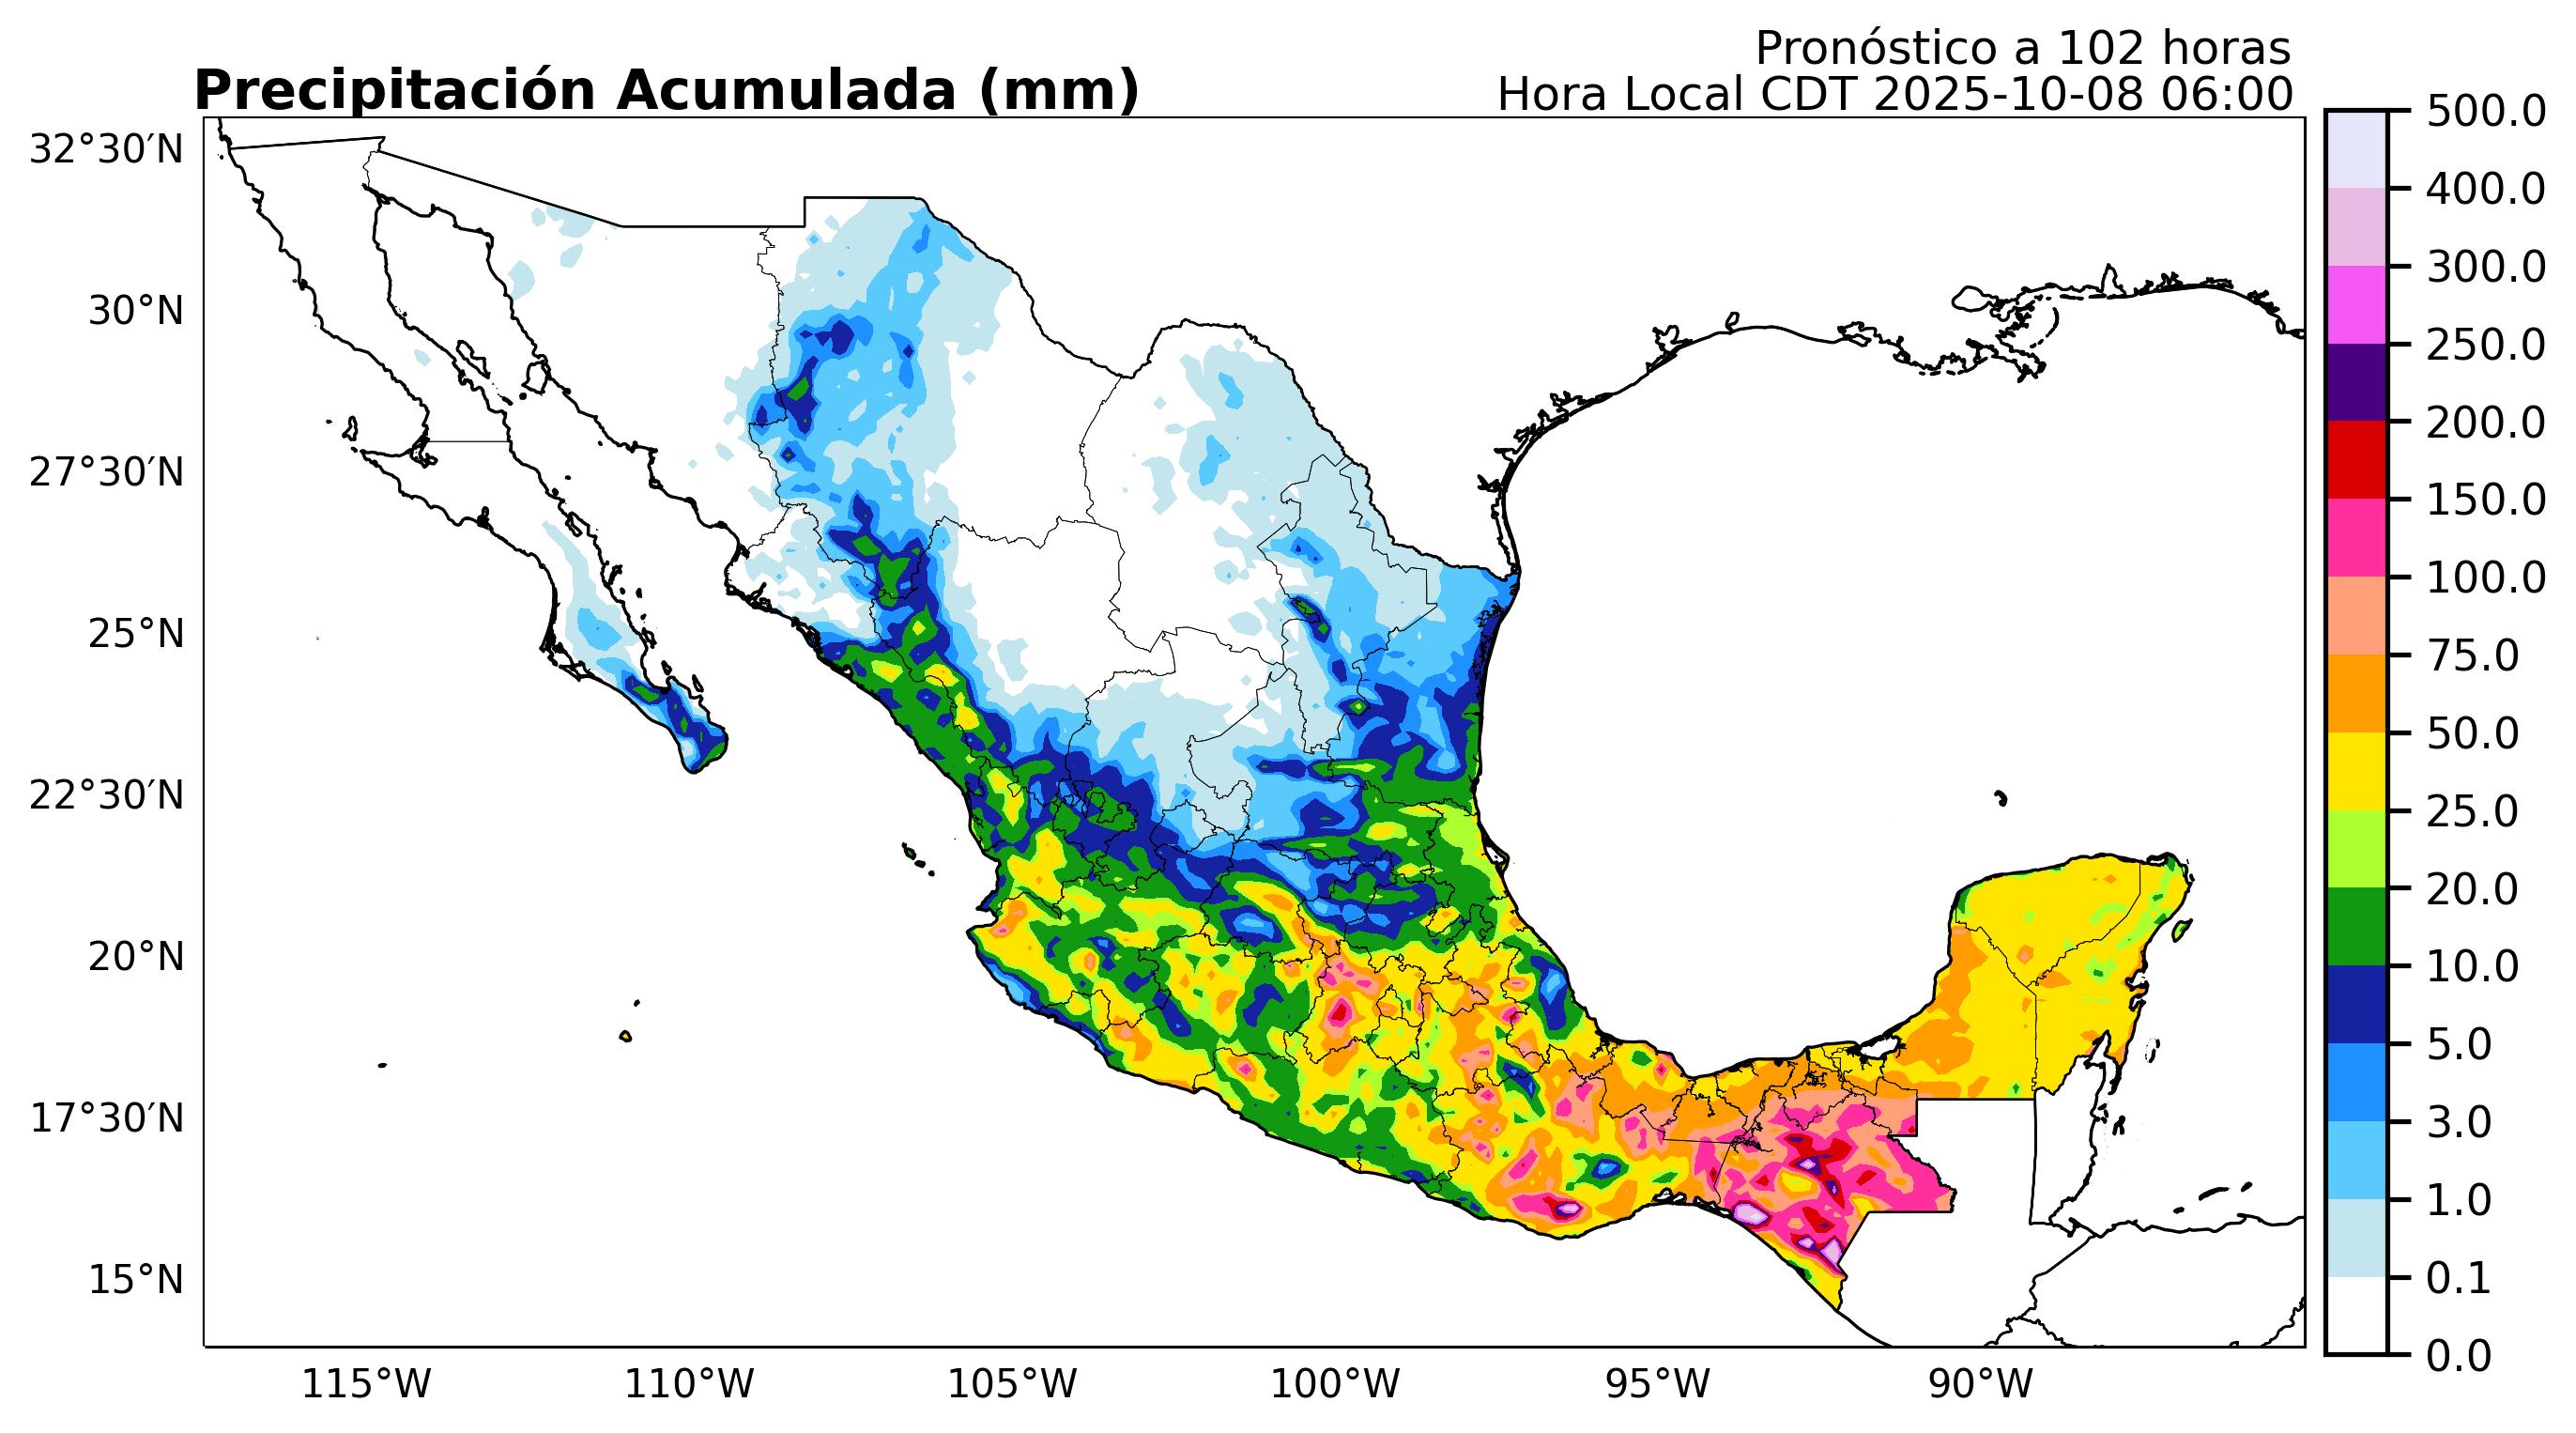 Pronóstico a 102 horas
Precipitación Acumulada (mm)
Hora Local CDT 2025-10-08 06:00
32°30′N
30°N
27°30′N
25°N
22°30′N
20°N
17°30′N
15°N
115°W
110°W
105°W
100°W
95°W
90°W
500.0
400.0
300.0
250.0
200.0
150.0
100.0
75.0
50.0
25.0
20.0
10.0
5.0
3.0
1.0
0.1
0.0